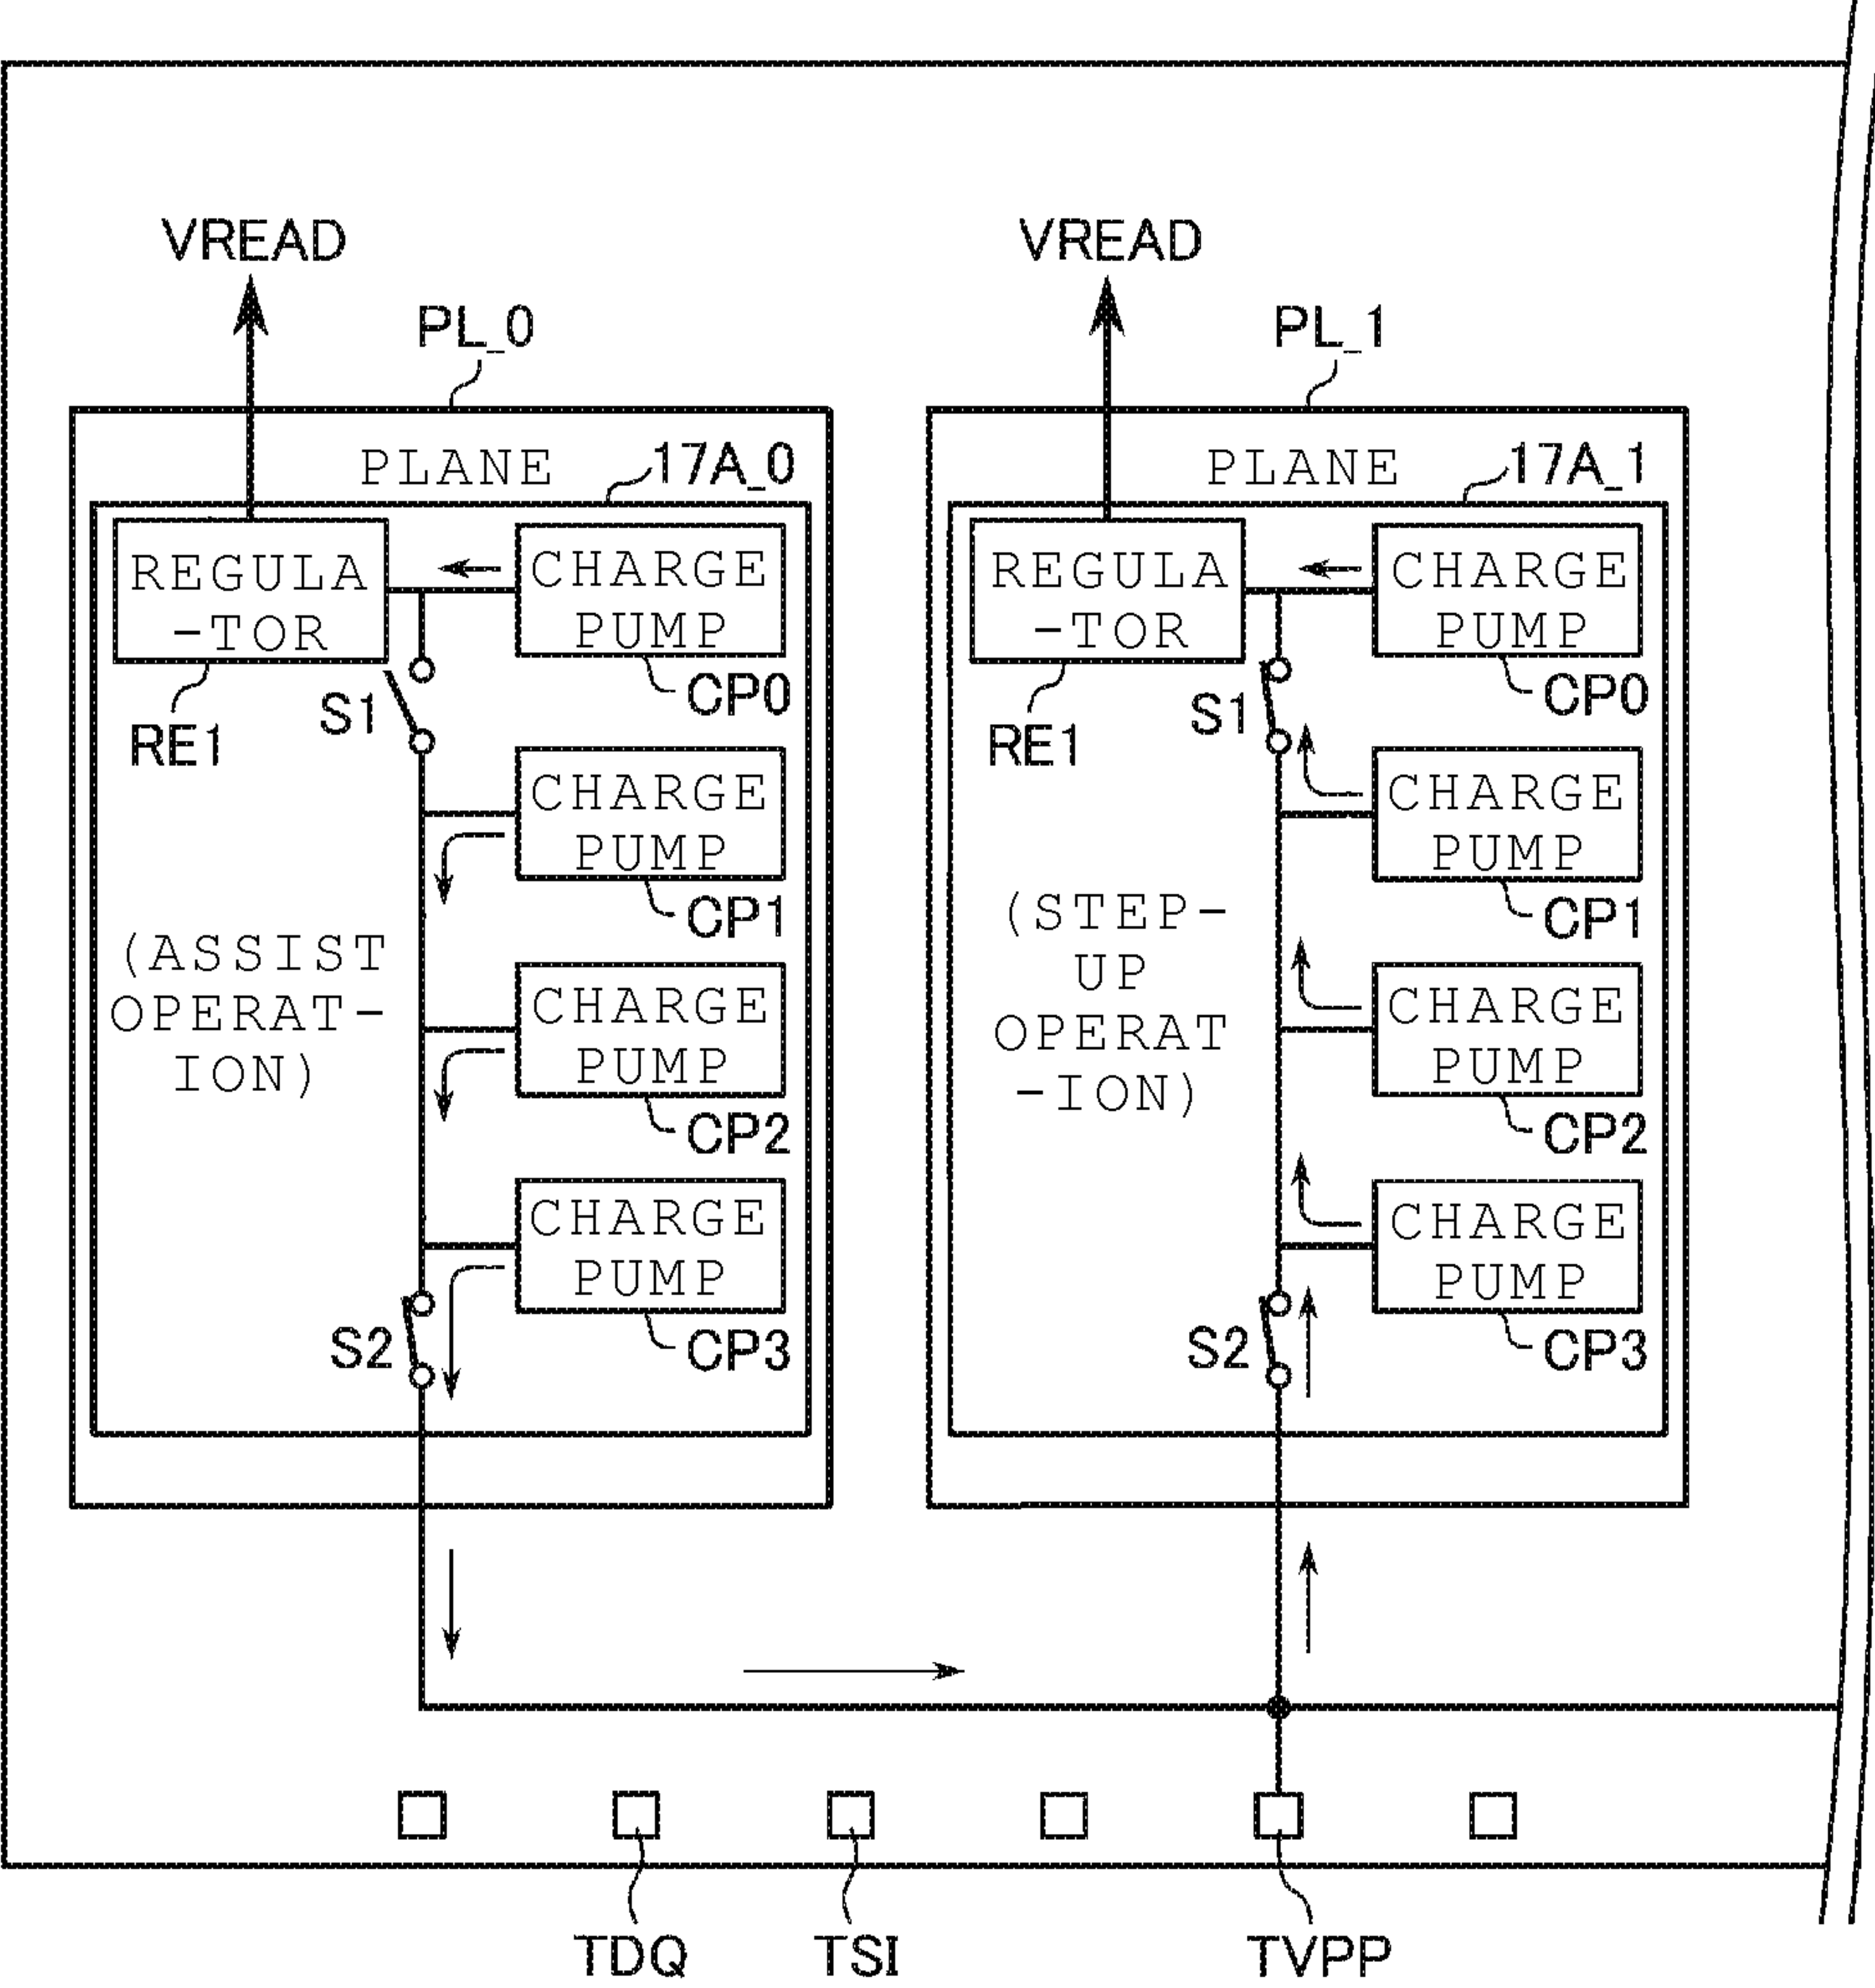 VREAD
PL_0
PLANE
17A_0
REGULA
-TOR
CHARGE
PUMP
CP0
S1
RE1
CHARGE
PUMP
CP1
(ASSIST
OPERAT-
ION)
CHARGE
PUMP
CP2
CHARGE
PUMP
S2
CP3
VREAD
PL_1
PLANE
17A_1
REGULA
-TOR
CHARGE
PUMP
CP0
S1
RE1
CHARGE
PUMP
CP1
(STEP-
UP
OPERAT
-ION)
CHARGE
PUMP
CP2
CHARGE
PUMP
S2
CP3
TDQ
TSI
TVPP